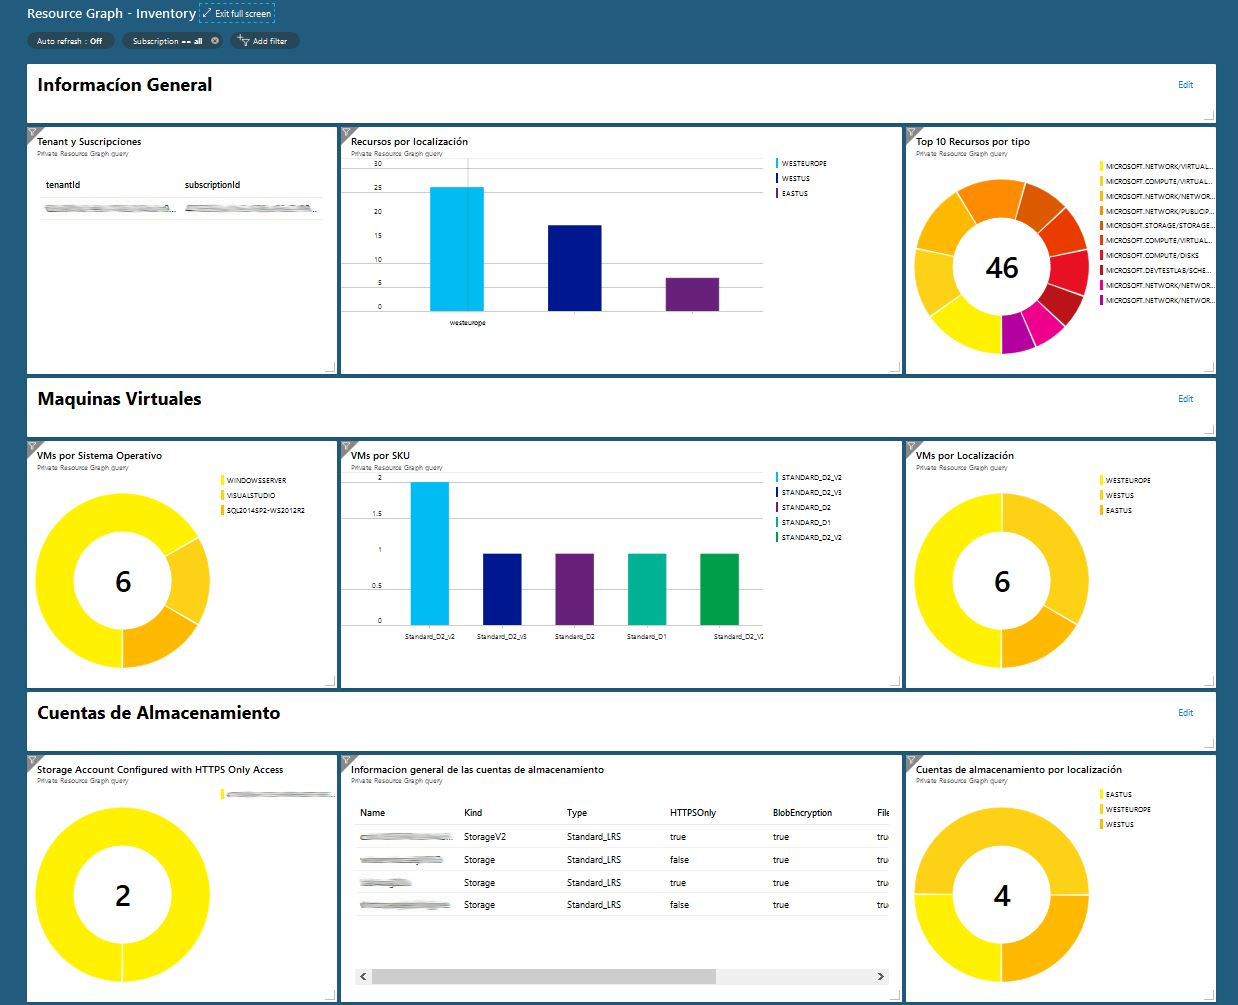 Resource Graph - Inventory
Exit full screen
Auto refresh : Off
Subscription == all
Add filter
Informacíon General
Edit
Tenant y Suscripciones
Private Resource Graph query
tenantId
subscriptionId
Recursos por localización
Private Resource Graph query
30
25
20
15
10
5
0
westeurope
WESTEUROPE
WESTUS
EASTUS
Top 10 Recursos por tipo
Private Resource Graph query
46
MICROSOFT.NETWORK/VIRTUAL...
MICROSOFT.COMPUTE/VIRTUAL...
MICROSOFT.NETWORK/NETWOR...
MICROSOFT.NETWORK/PUBLICIP...
MICROSOFT.STORAGE/STORAGE...
MICROSOFT.COMPUTE/VIRTUAL...
MICROSOFT.COMPUTE/DISKS
MICROSOFT.DEVTESTLAB/SCHE...
MICROSOFT.NETWORK/NETWOR...
MICROSOFT.NETWORK/NETWOR...
Maquinas Virtuales
Edit
VMs por Sistema Operativo
Private Resource Graph query
6
WINDOWSSERVER
VISUALSTUDIO
SQL2014SP2-WS2012R2
VMs por SKU
Private Resource Graph query
2
1.5
1
0.5
0
Standard_D2_v2
Standard_D2_v3
Standard_D2
Standard_D1
Standard_D2_V2
STANDARD_D2_V2
STANDARD_D2_V3
STANDARD_D2
STANDARD_D1
STANDARD_D2_V2
VMs por Localización
Private Resource Graph query
6
WESTEUROPE
WESTUS
EASTUS
Cuentas de Almacenamiento
Edit
Storage Account Configured with HTTPS Only Access
Private Resource Graph query
2
Informacion general de las cuentas de almacenamiento
Private Resource Graph query
Name Kind Type HTTPSOnly BlobEncryption File
StorageV2 Standard_LRS true true tru
Storage Standard_LRS false true tru
Storage Standard_LRS true true tru
Storage Standard_LRS false true tru
Cuentas de almacenamiento por localización
Private Resource Graph query
4
EASTUS
WESTEUROPE
WESTUS